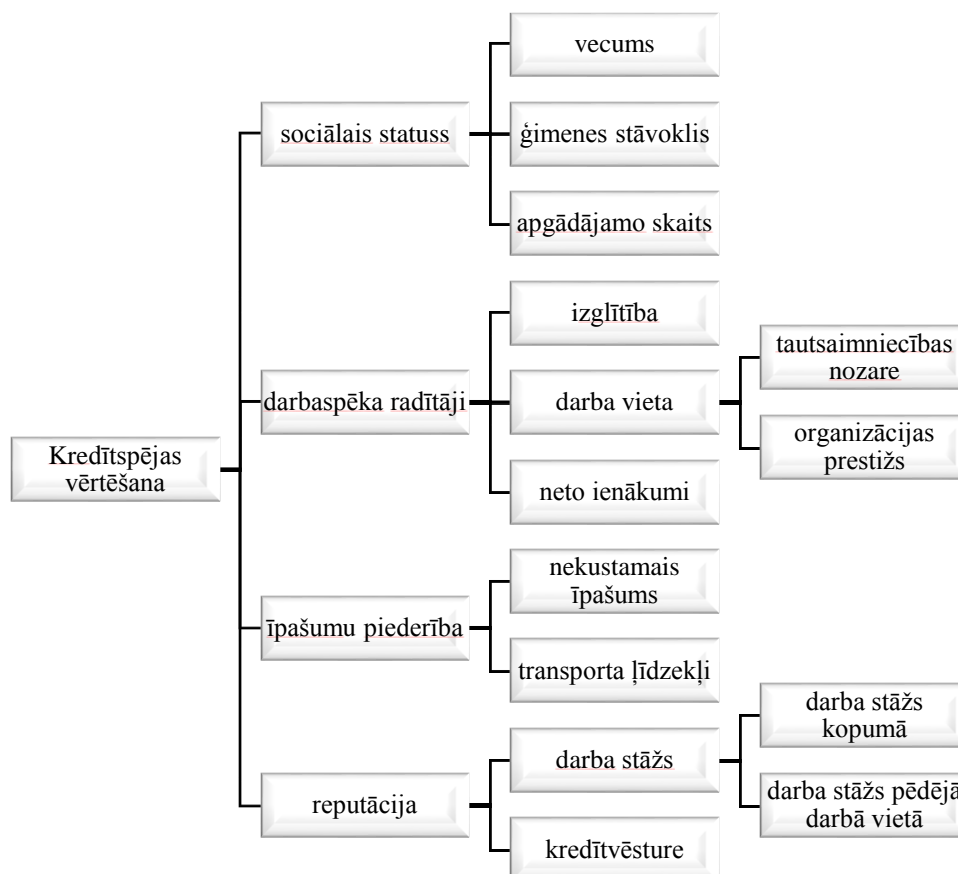 vecums
sociālais statuss
ģimenes stāvoklis
apgādājamo skaits
izglītība
tautsaimniecības
nozare
darbaspēka radītāji
darba vieta
organizācijas
prestižs
Kredītspējas
vērtēšana
neto ienākumi
nekustamais
īpašums
īpašumu piederība
transporta ļīdzekļi
darba stāžs
kopumā
darba stāžs
reputācija
darba stāžs pēdējā
darbā vietā
kredītvēsture